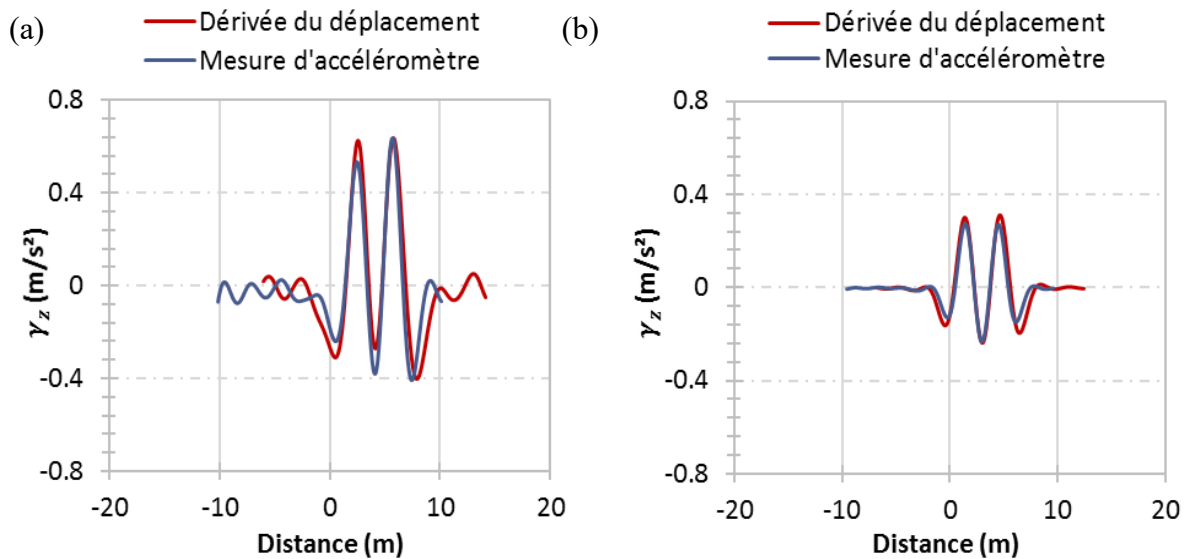 (a)
Dérivée du déplacement
Mesure d'accéléromètre
0.8
0.4
0
-0.4
-0.8
γz (m/s²)
-20 -10 0 10 20
Distance (m)
(b)
Dérivée du déplacement
Mesure d'accéléromètre
0.8
0.4
0
-0.4
-0.8
γz (m/s²)
-20 -10 0 10 20
Distance (m)